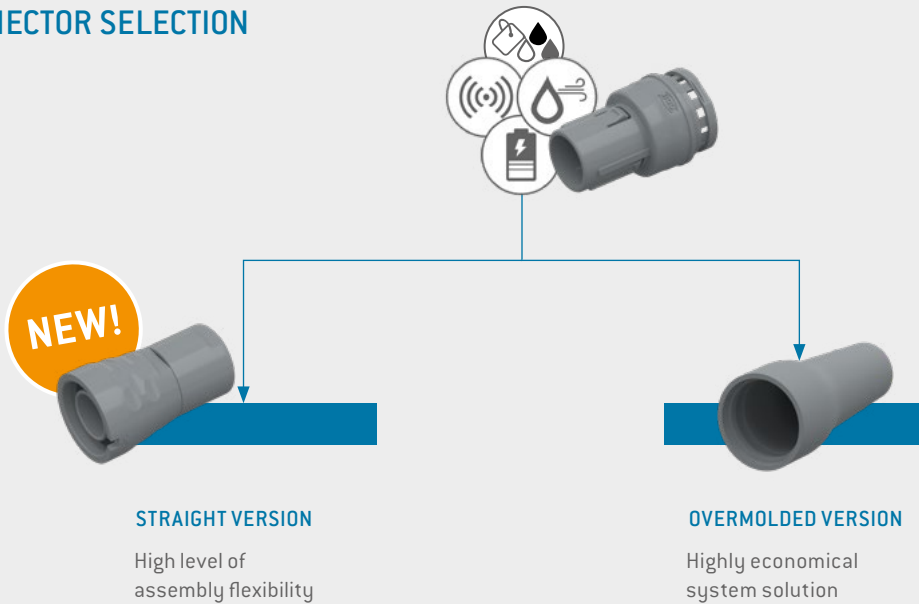 NECTOR SELECTION
NEW!
STRAIGHT VERSION
High level of
assembly flexibility
OVERMOLDED VERSION
Highly economical
system solution